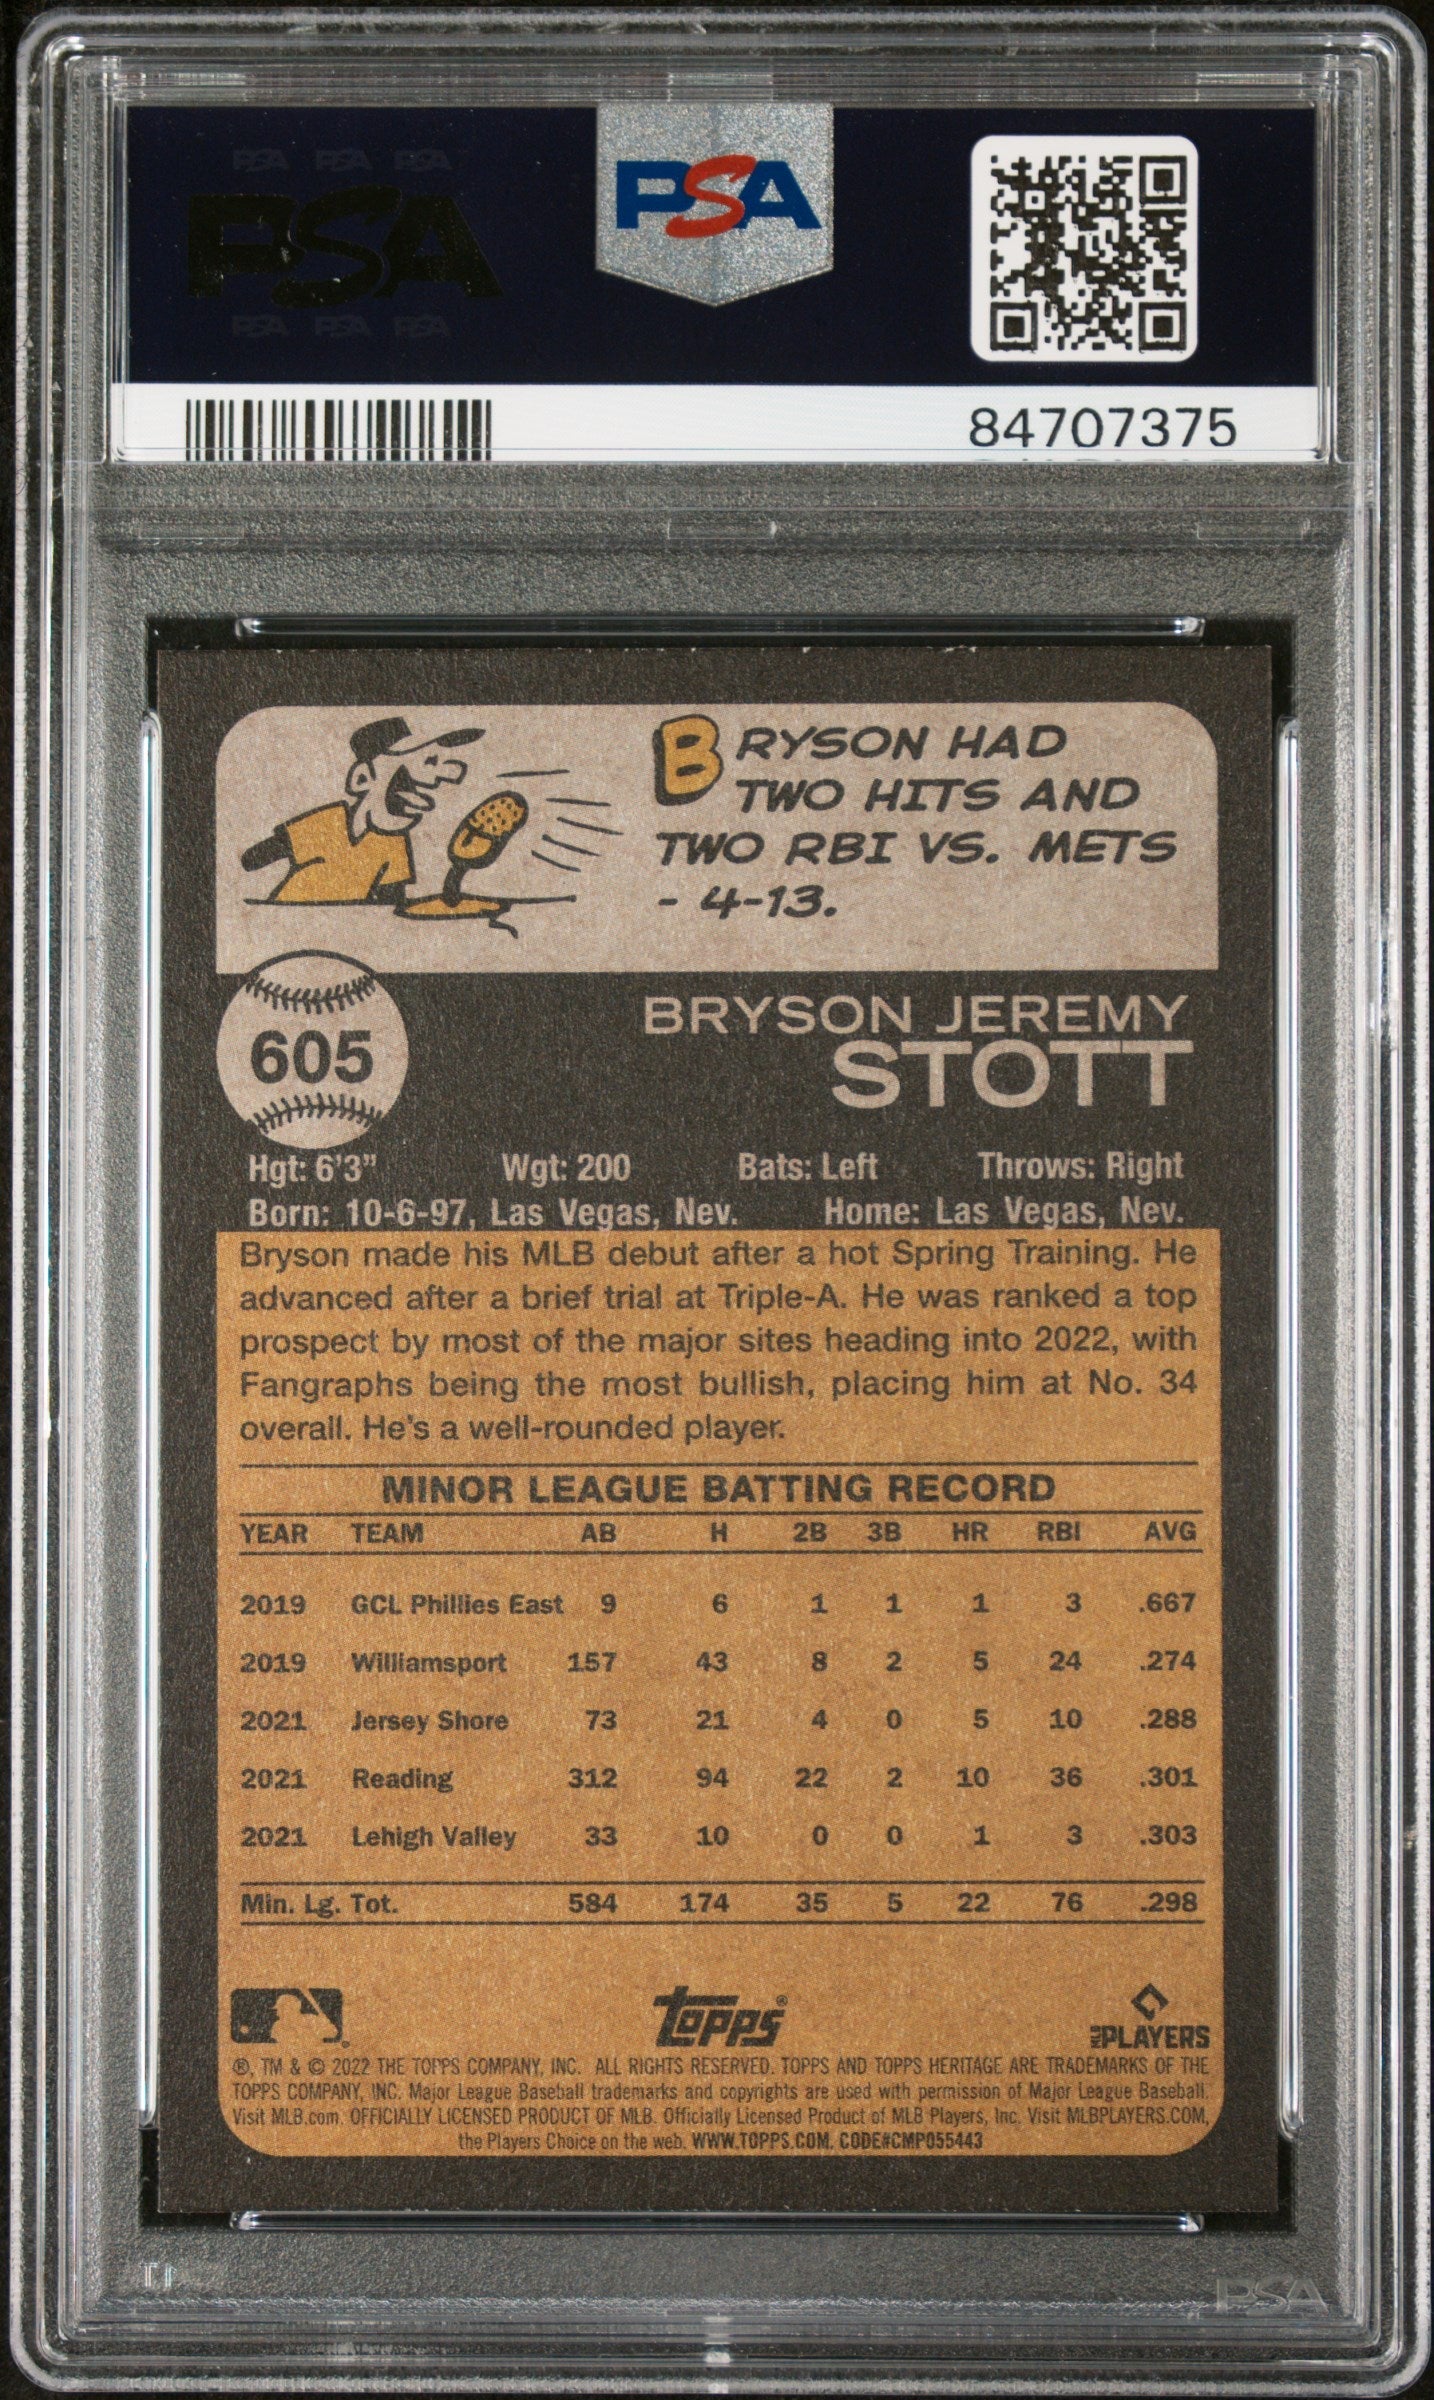 PSA PSA PSA
PSA
PSA PSA PSA
PSA
84707375
BRYSON HAD
TWO HITS AND
TWO RBI VS. METS
- 4-13.
605
BRYSON JEREMY
STOTT
Hgt: 6'3" Wgt: 200 Bats: Left Throws: Right
Born: 10-6-97, Las Vegas, Nev. Home: Las Vegas, Nev.
Bryson made his MLB debut after a hot Spring Training. He
advanced after a brief trial at Triple-A. He was ranked a top
prospect by most of the major sites heading into 2022, with
Fangraphs being the most bullish, placing him at No. 34
overall. He's a well-rounded player.
MINOR LEAGUE BATTING RECORD
YEAR TEAM AB H 2B 3B HR RBI AVG
2019 GCL Phillies East 9 6 1 1 1 3 .667
2019 Williamsport 157 43 8 2 5 24 .274
2021 Jersey Shore 73 21 4 0 5 10 .288
2021 Reading 312 94 22 2 10 36 .301
2021 Lehigh Valley 33 10 0 0 1 3 .303
Min. Lg. Tot. 584 174 35 5 22 76 .298
Topps® MLB PLAYERS
®, TM & © 2022 THE TOPPS COMPANY, INC. ALL RIGHTS RESERVED. TOPPS AND TOPPS HERITAGE ARE TRADEMARKS OF THE
TOPPS COMPANY, INC. Major League Baseball trademarks and copyrights are used with permission of Major League Baseball.
Visit MLB.com. OFFICIALLY LICENSED PRODUCT OF MLB. Officially Licensed Product of MLB Players, Inc. Visit MLBPLAYERS.COM,
the Players Choice on the web. WWW.TOPPS.COM. CODE#CMP055443
PSA